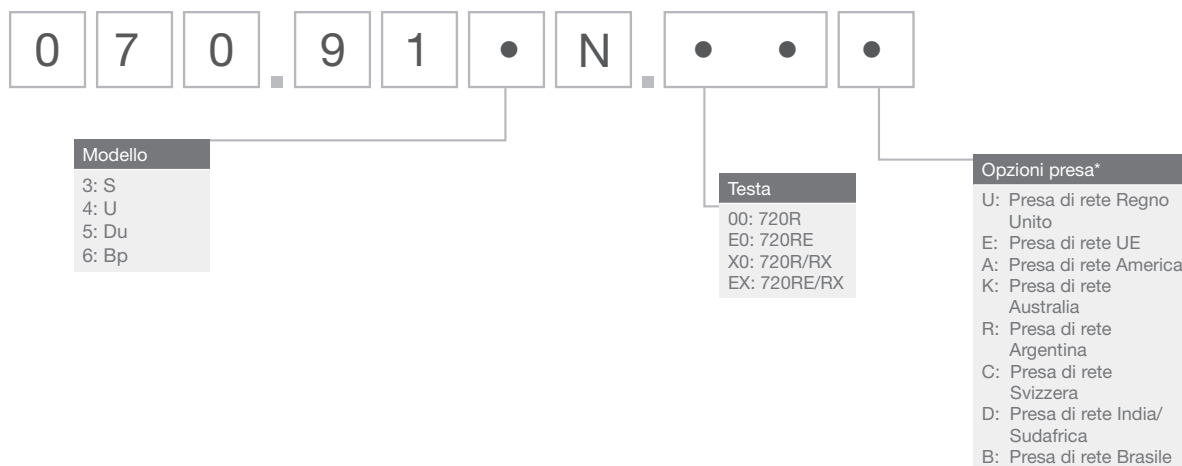 0 7 0 . 9 1 • N . • • •
Modello
3: S
4: U
5: Du
6: Bp
Testa
00: 720R
E0: 720RE
X0: 720R/RX
EX: 720RE/RX
Opzioni presa*
U: Presa di rete Regno
Unito
E: Presa di rete UE
A: Presa di rete America
K: Presa di rete
Australia
R: Presa di rete
Argentina
C: Presa di rete
Svizzera
D: Presa di rete India/
Sudafrica
B: Presa di rete Brasile